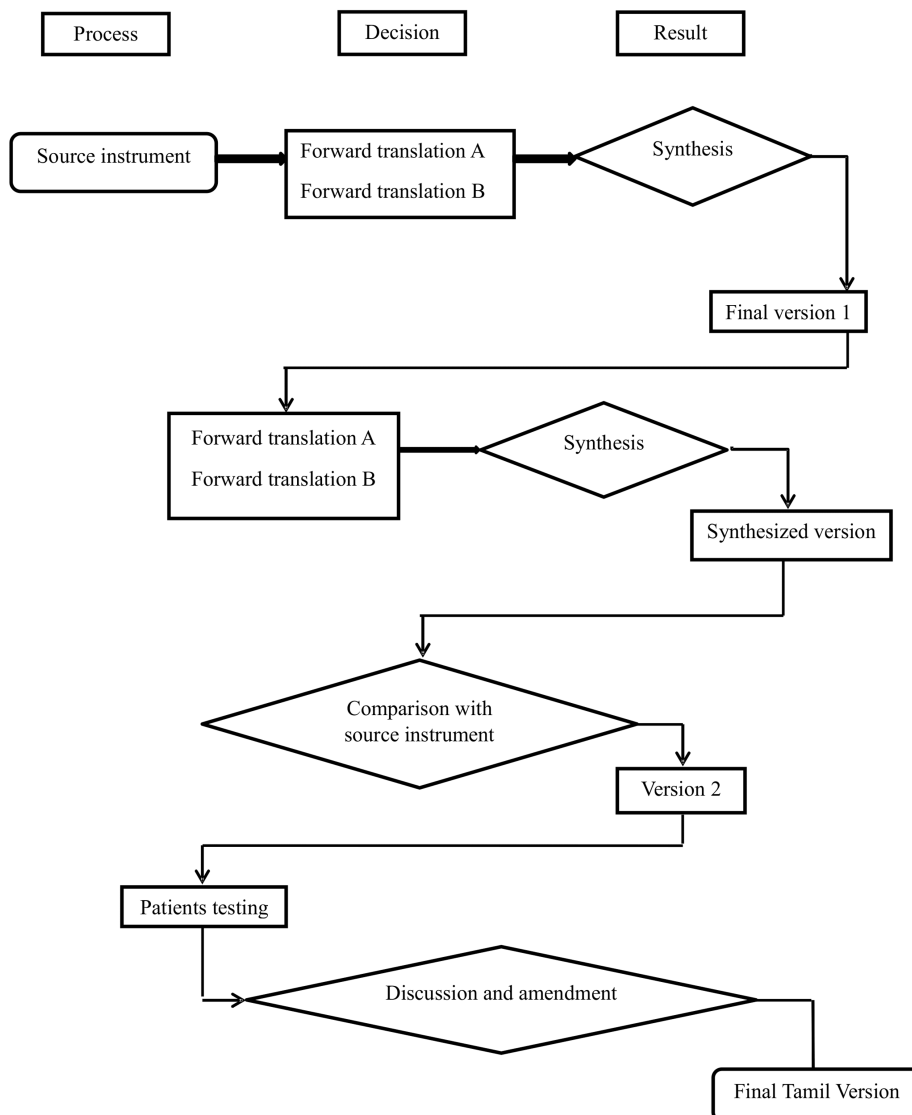 Process
Decision
Result
Source instrument
Forward translation A
Forward translation B
Synthesis
Final version 1
Forward translation A
Forward translation B
Synthesis
Synthesized version
Comparison with
source instrument
Version 2
Patients testing
Discussion and amendment
Final Tamil Version